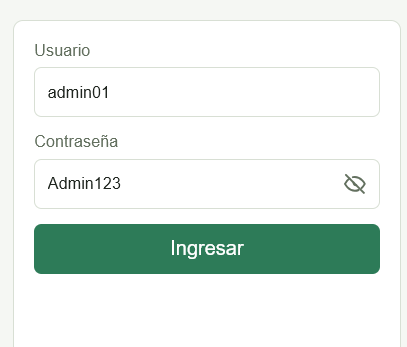 Usuario
admin01
Contraseña
Admin123
Ingresar